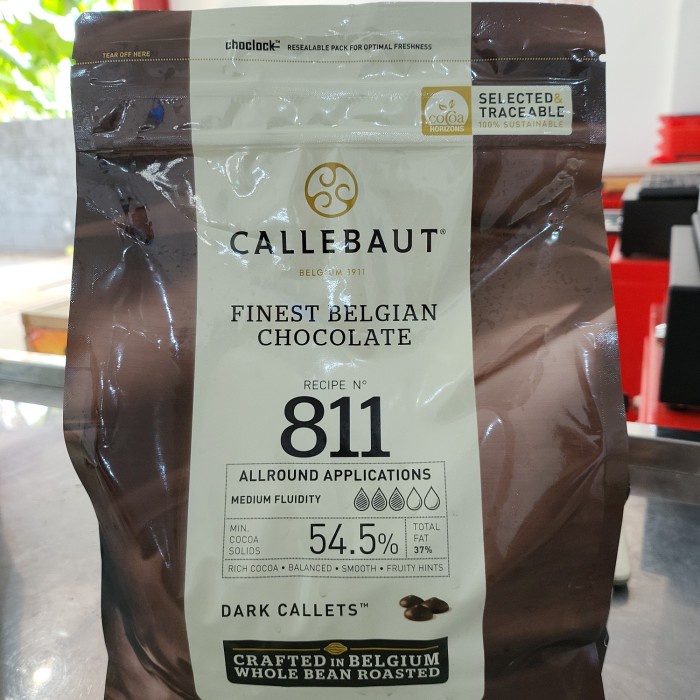 TEAR OFF HERE
choclock™ RESEALABLE PACK FOR OPTIMAL FRESHNESS
cocoa
HORIZONS
SELECTED&
TRACEABLE
100% SUSTAINABLE
CALLEBAUT®
BELGIUM 1911
FINEST BELGIAN
CHOCOLATE
RECIPE N°
811
ALLROUND APPLICATIONS
MEDIUM FLUIDITY
MIN.
COCOA
SOLIDS
54.5%
TOTAL
FAT
37%
RICH COCOA • BALANCED • SMOOTH • FRUITY HINTS
DARK CALLETS™
CRAFTED IN BELGIUM
WHOLE BEAN ROASTED